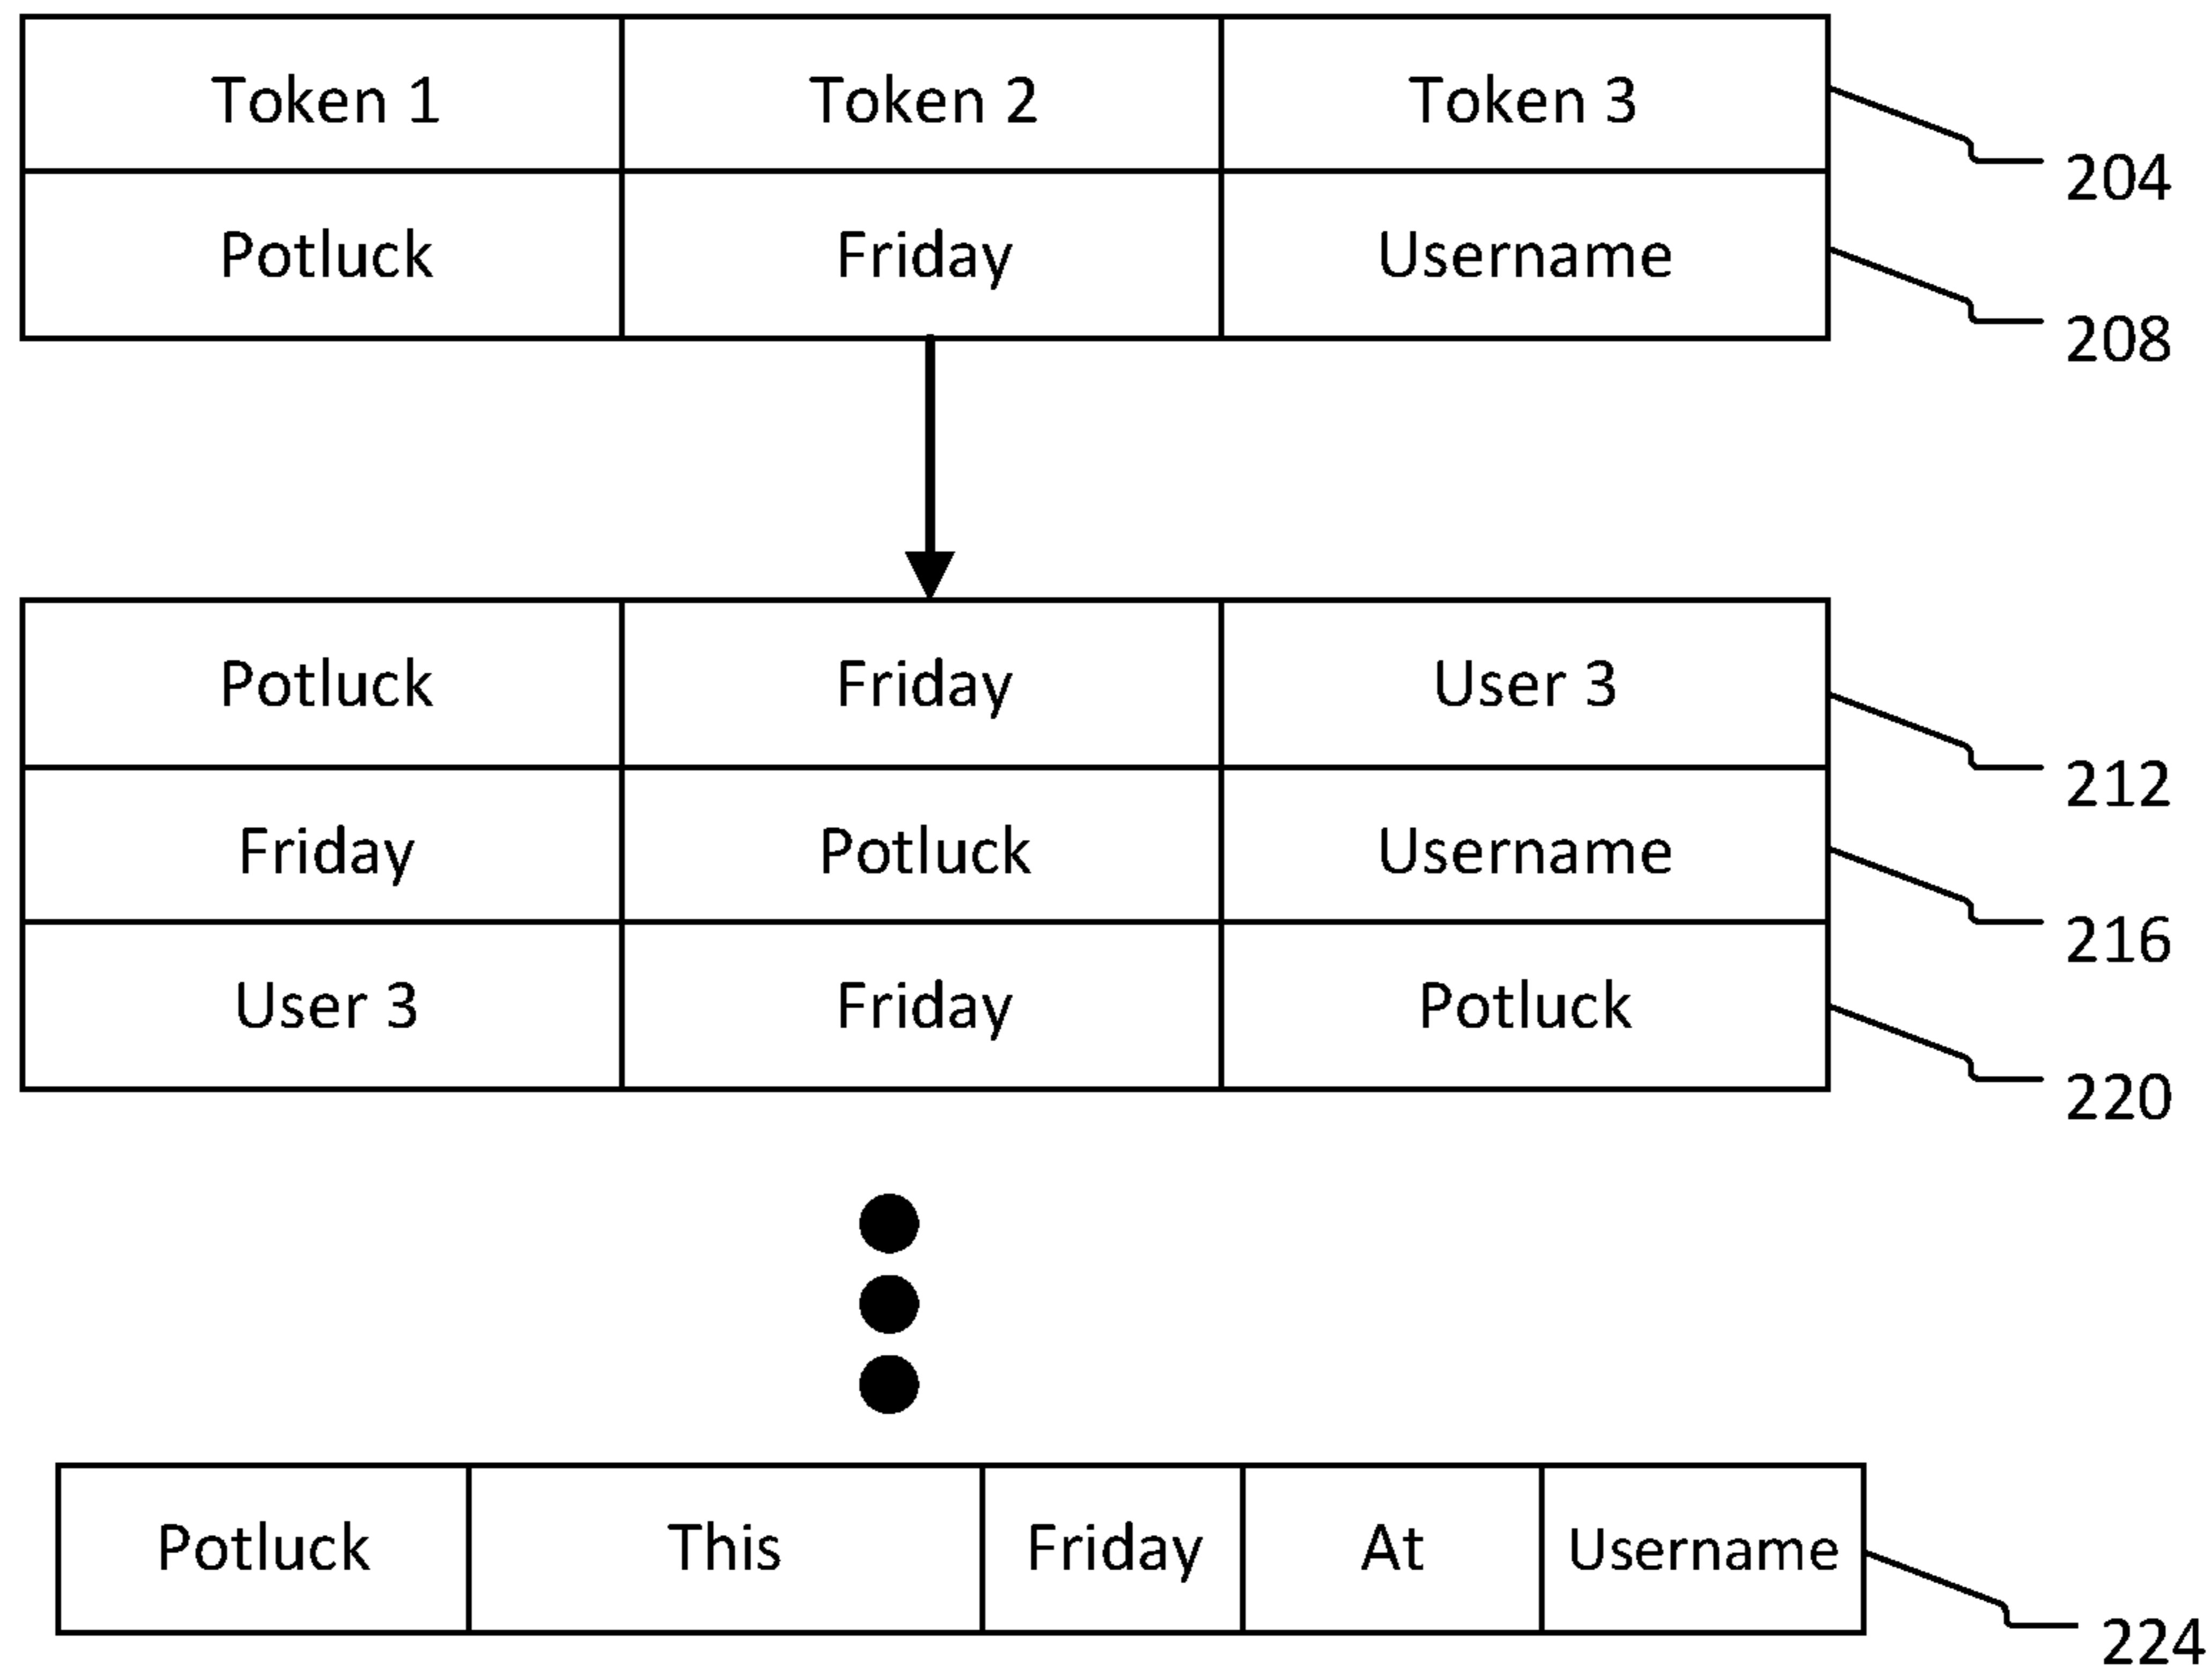 Token 1 Token 2 Token 3
204
Potluck Friday Username
208
Potluck Friday User 3
212
Friday Potluck Username
216
User 3 Friday Potluck
220
Potluck This Friday At Username
224